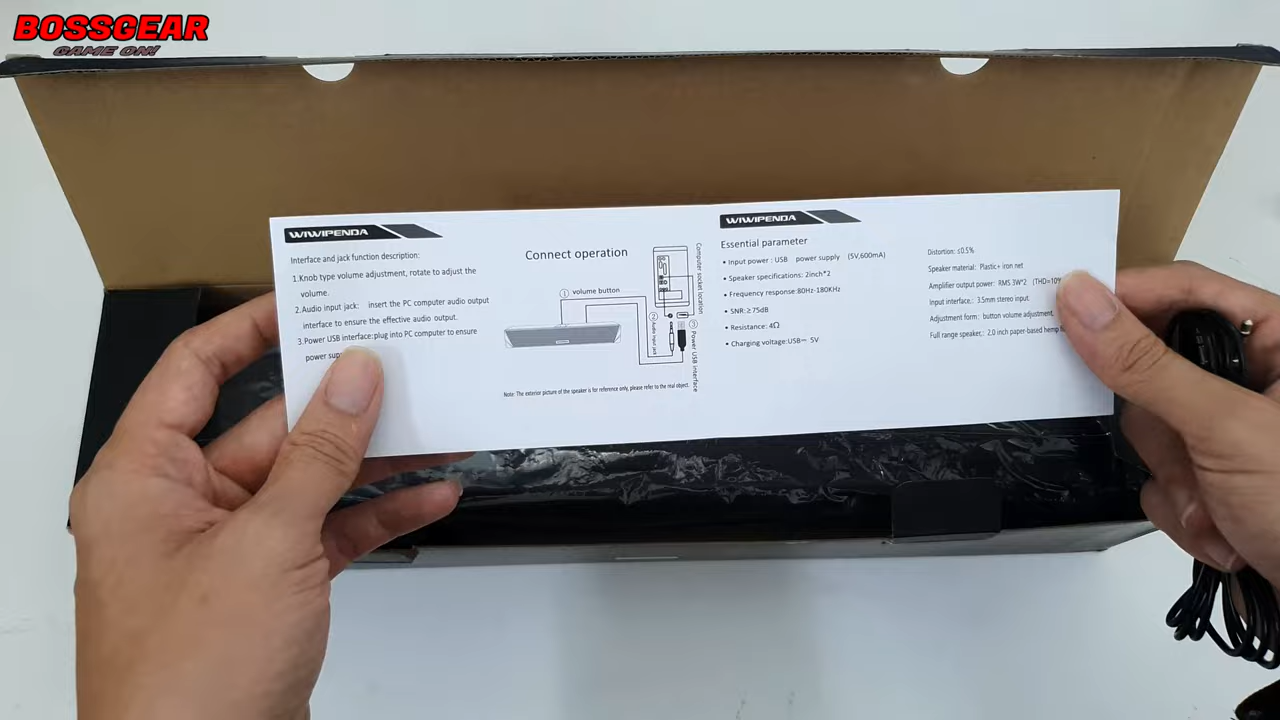 BOSSGEAR
GAME ON!
WIWIPENDA
Interface and jack function description:
1.Knob type volume adjustment, rotate to adjust the
volume.
2.Audio input jack: insert the PC computer audio output
interface to ensure the effective audio output.
3.Power USB interface:plug into PC computer to ensure
power
Connect operation
① volume button
② Audio input jack
③ Power USB interface
Computer socket location
Note: The exterior picture of the speaker is for reference only, please refer to the real object.
WIWIPENDA
Essential parameter
• Input power : USB power supply (5V,600mA)
• Speaker specifications: 2inch*2
• Frequency response:80Hz-180KHz
• SNR:≥75dB
• Resistance: 4Ω
• Charging voltage:USB⎓ 5V
Distortion: ≤0.5%
Speaker material: Plastic+ iron net
Amplifier output power: RMS 3W*2 (THD=10%
Input interface.: 3.5mm stereo input
Adjustment form: button volume adjustment,
Full range speaker,: 2.0 inch paper-based hemp